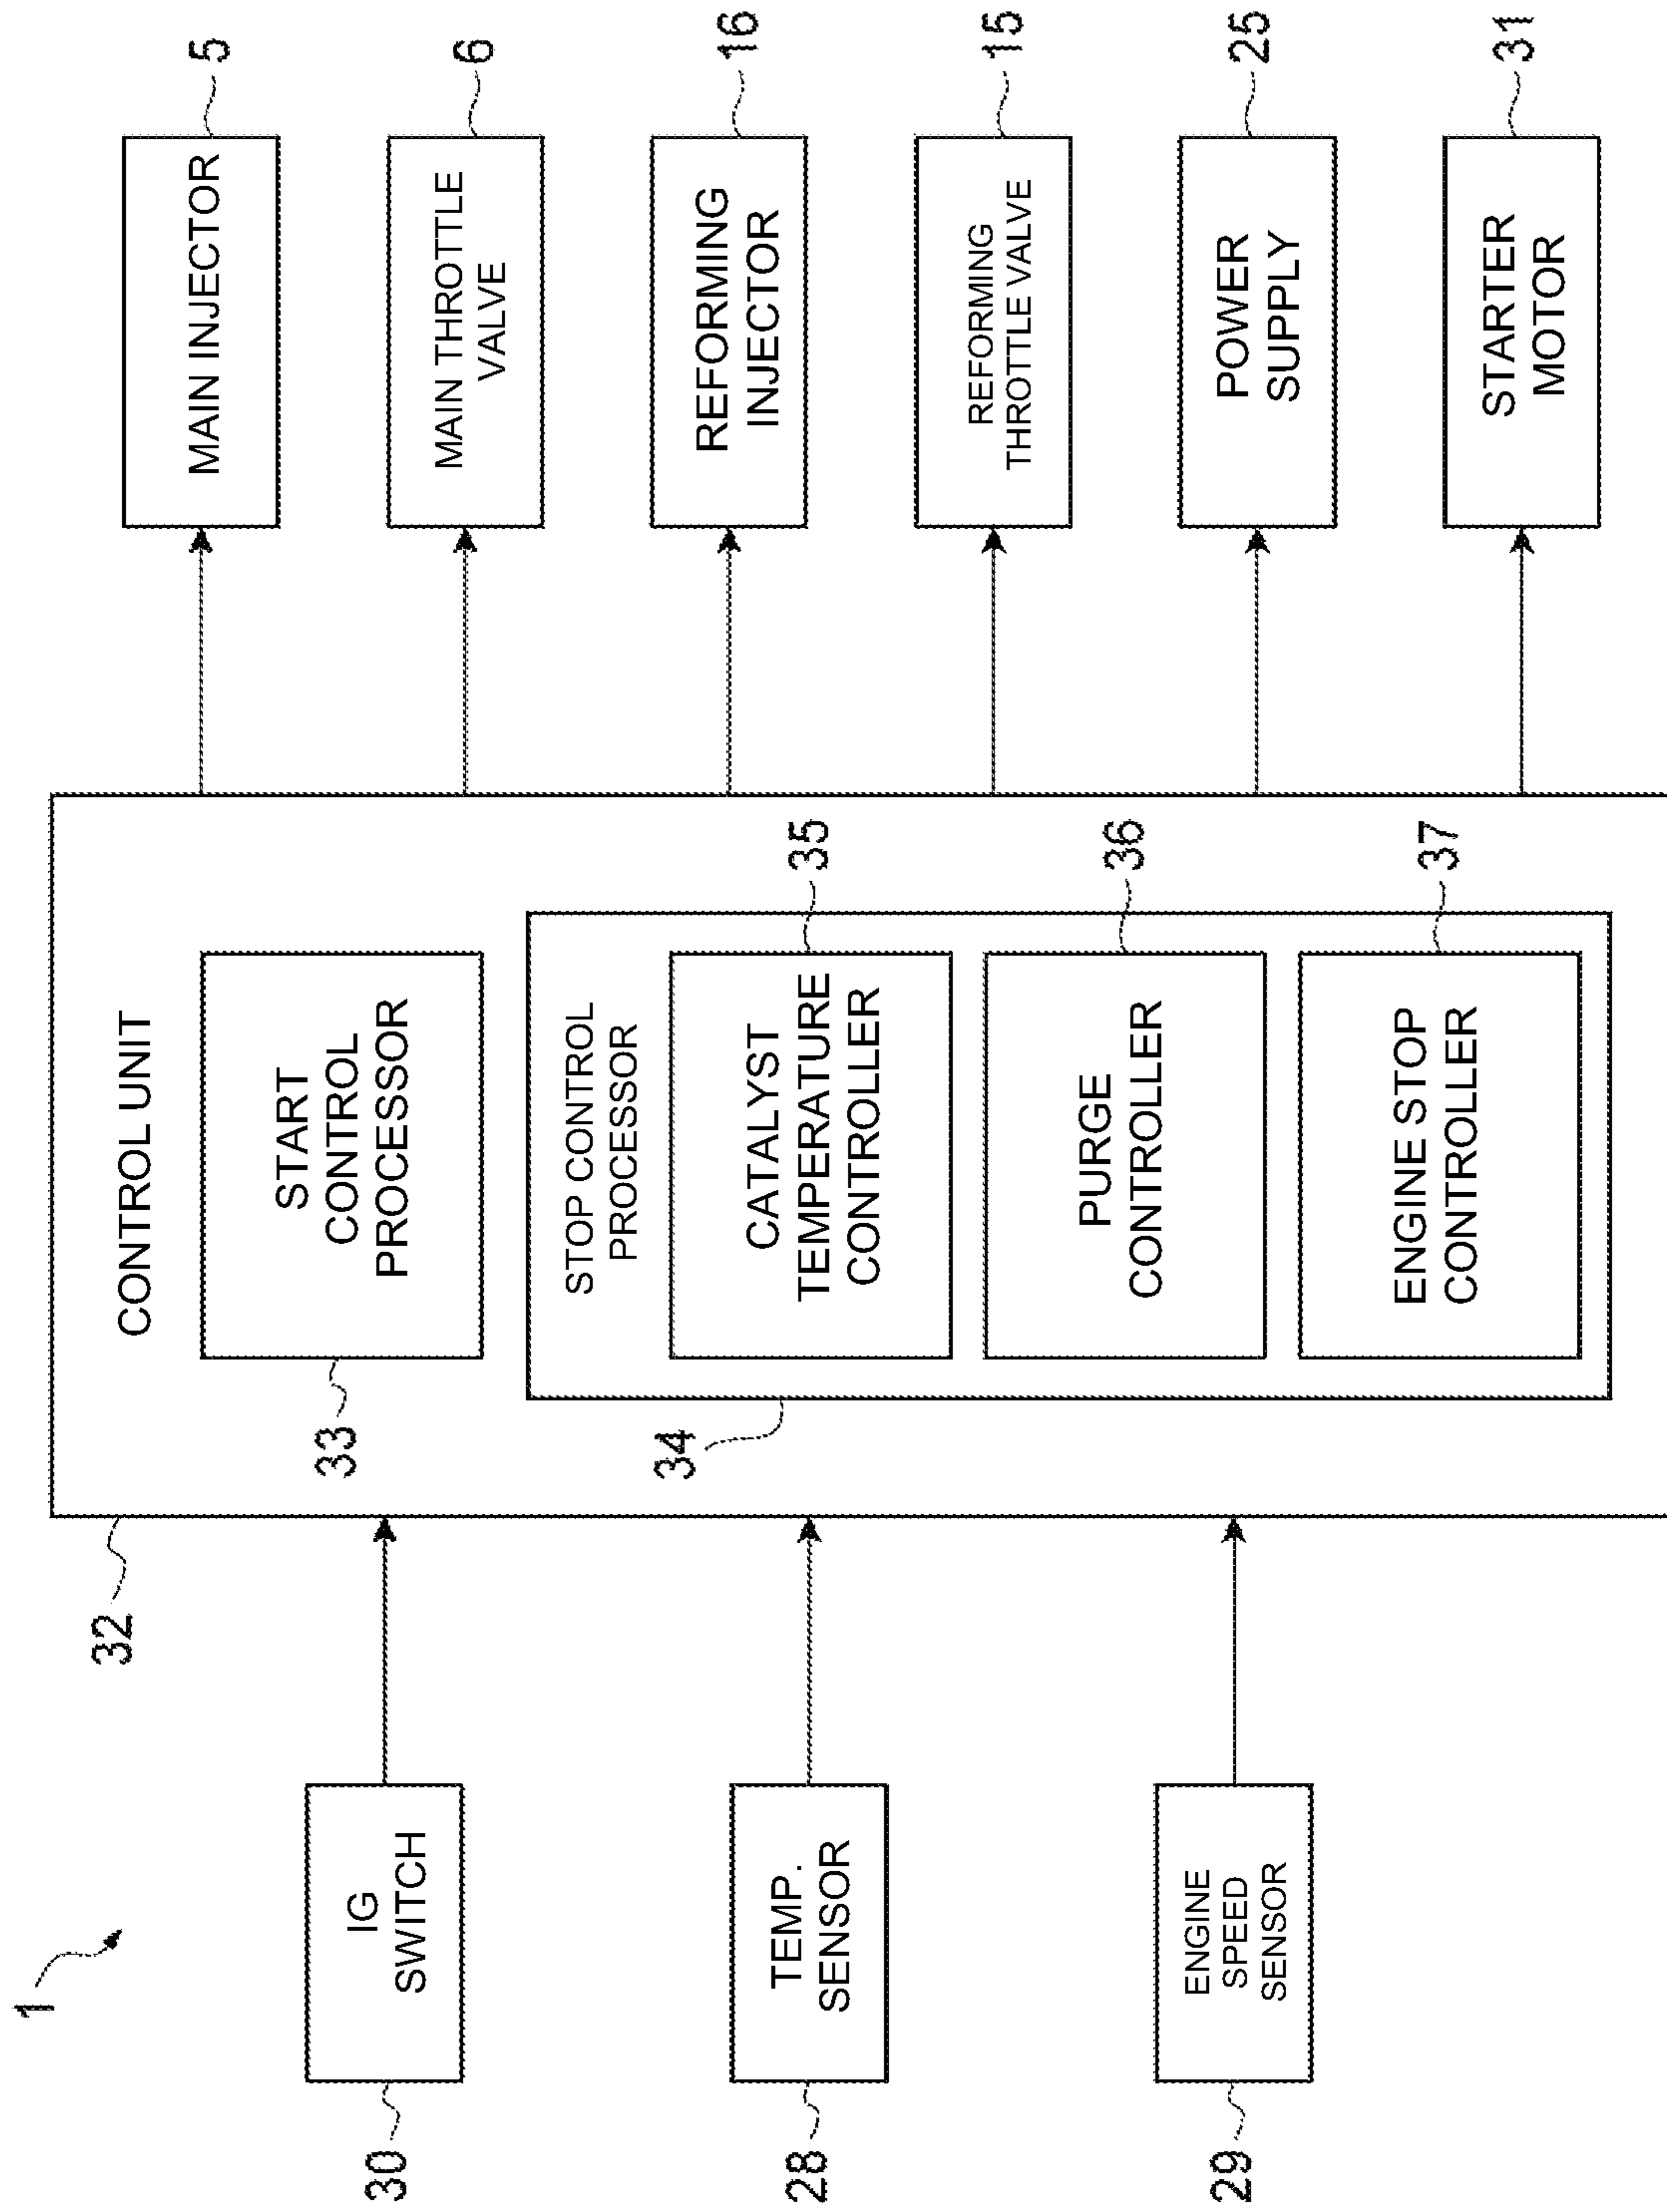 1
IG
SWITCH
30
TEMP.
SENSOR
28
ENGINE
SPEED
SENSOR
29
32
CONTROL UNIT
START
CONTROL
PROCESSOR
33
STOP CONTROL
PROCESSOR
34
CATALYST
TEMPERATURE
CONTROLLER
35
PURGE
CONTROLLER
36
ENGINE STOP
CONTROLLER
37
MAIN INJECTOR
5
MAIN THROTTLE
VALVE
6
REFORMING
INJECTOR
16
REFORMING
THROTTLE VALVE
15
POWER
SUPPLY
25
STARTER
MOTOR
31